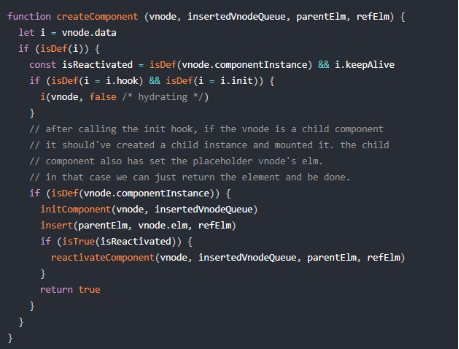 function createComponent (vnode, insertedVnodeQueue, parentElm, refElm) {
  let i = vnode.data
  if (isDef(i)) {
    const isReactivated = isDef(vnode.componentInstance) && i.keepAlive
    if (isDef(i = i.hook) && isDef(i = i.init)) {
      i(vnode, false /* hydrating */)
    }
    // after calling the init hook, if the vnode is a child component
    // it should've created a child instance and mounted it. the child
    // component also has set the placeholder vnode's elm.
    // in that case we can just return the element and be done.
    if (isDef(vnode.componentInstance)) {
      initComponent(vnode, insertedVnodeQueue)
      insert(parentElm, vnode.elm, refElm)
      if (isTrue(isReactivated)) {
        reactivateComponent(vnode, insertedVnodeQueue, parentElm, refElm)
      }
      return true
    }
  }
}